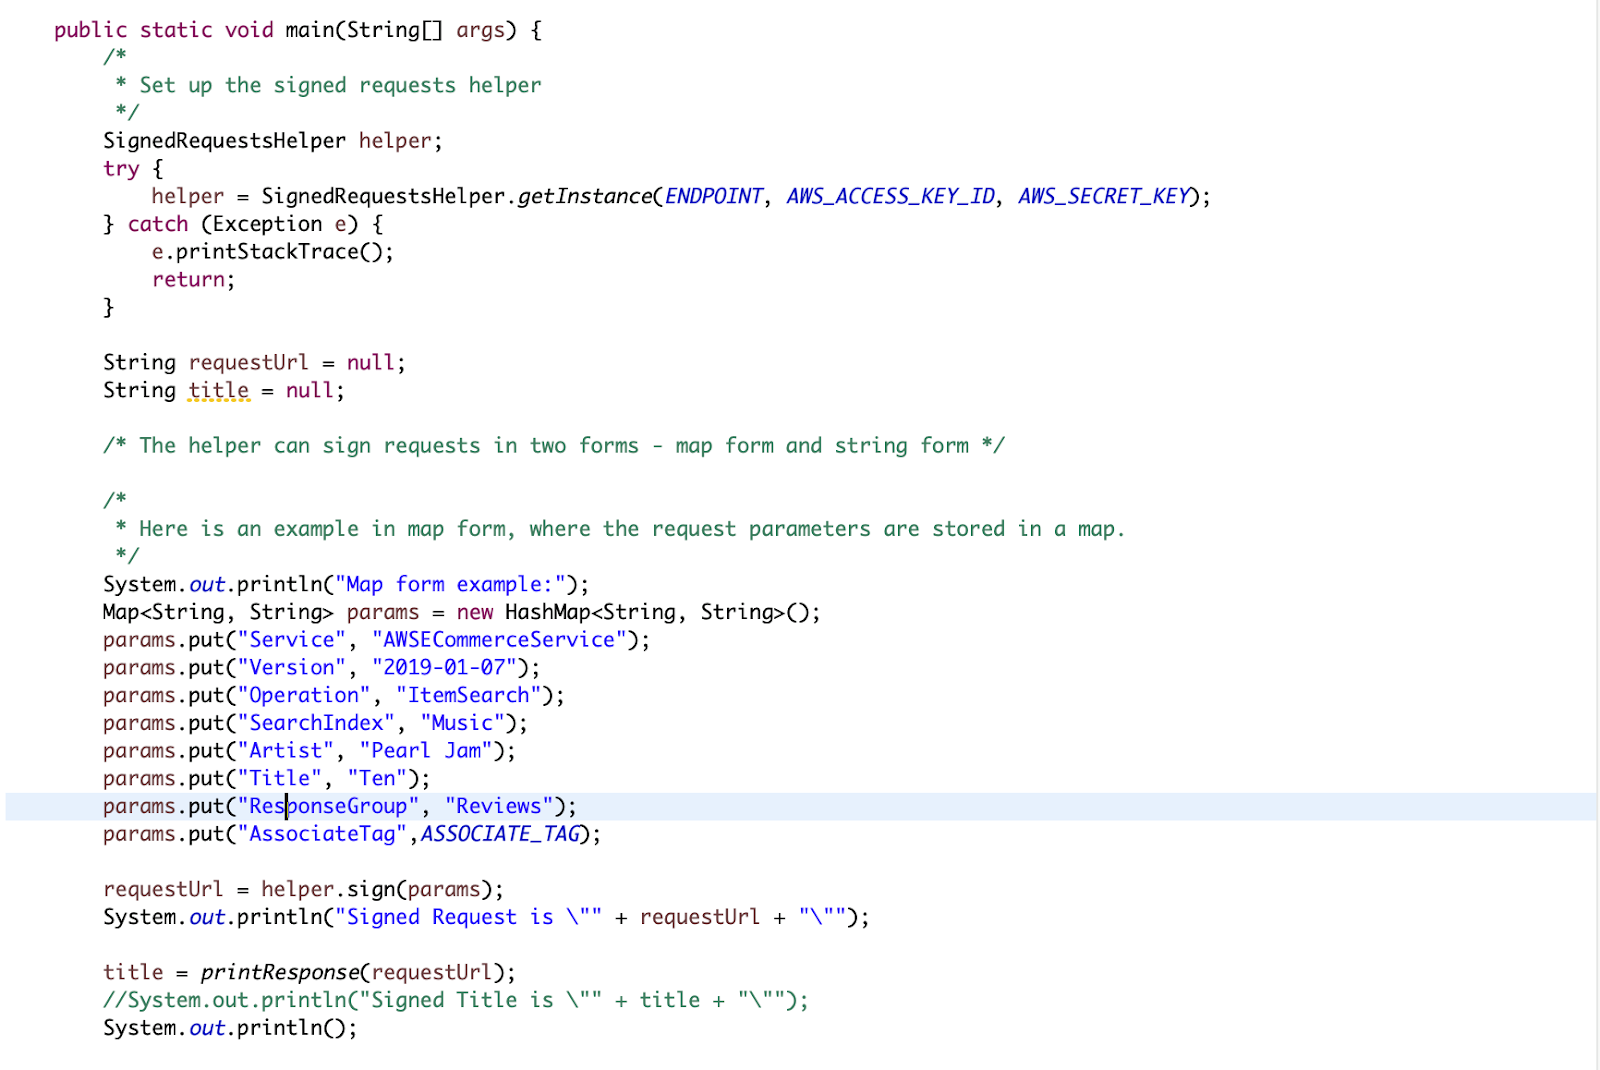 public static void main(String[] args) {
/*
* Set up the signed requests helper
*/
SignedRequestsHelper helper;
try {
helper = SignedRequestsHelper.getInstance(ENDPOINT, AWS_ACCESS_KEY_ID, AWS_SECRET_KEY);
} catch (Exception e) {
e.printStackTrace();
return;
}
String requestUrl = null;
String title = null;
/* The helper can sign requests in two forms - map form and string form */
/*
* Here is an example in map form, where the request parameters are stored in a map.
*/
System.out.println("Map form example:");
Map<String, String> params = new HashMap<String, String>();
params.put("Service", "AWSECommerceService");
params.put("Version", "2019-01-07");
params.put("Operation", "ItemSearch");
params.put("SearchIndex", "Music");
params.put("Artist", "Pearl Jam");
params.put("Title", "Ten");
params.put("ResponseGroup", "Reviews");
params.put("AssociateTag",ASSOCIATE_TAG);
requestUrl = helper.sign(params);
System.out.println("Signed Request is \"" + requestUrl + "\"");
title = printResponse(requestUrl);
//System.out.println("Signed Title is \"" + title + "\"");
System.out.println();